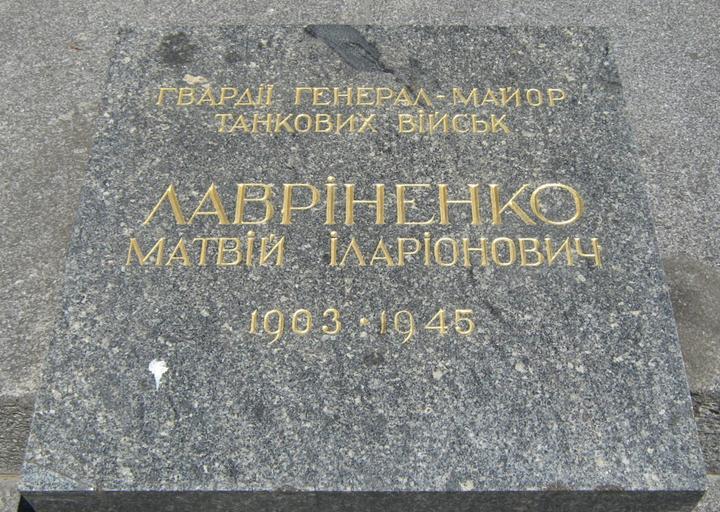 ГВАРДІЇ ГЕНЕРАЛ-МАЙОР
ТАНКОВИХ ВІЙСЬК
ЛАВРІНЕНКО
МАТВІЙ ІЛАРІОНОВИЧ
1903·1945